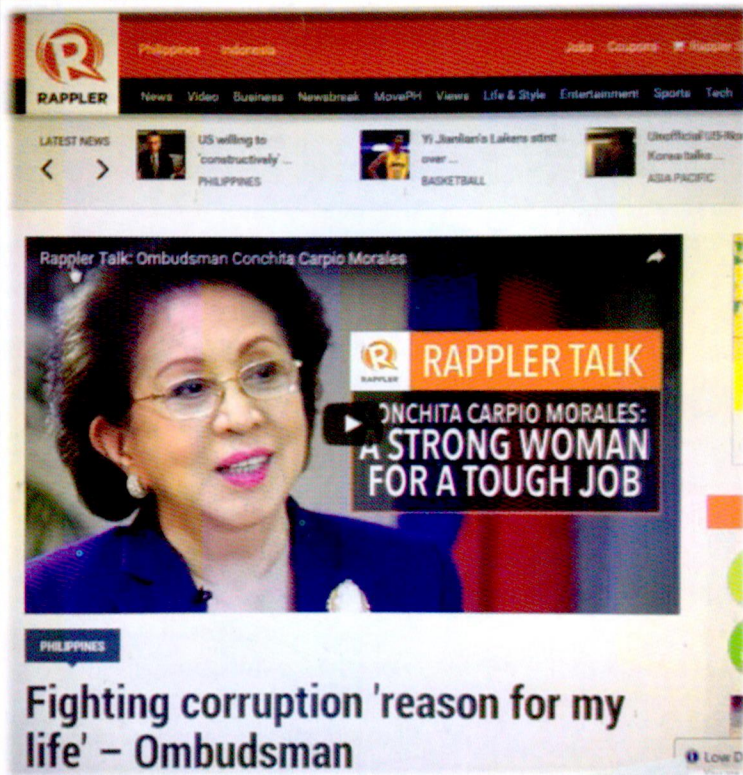 Philippines Indonesia
Jobs Coupons Rappler S
RAPPLER
News Video Business Newsbreak MovePH Views Life & Style Entertainment Sports Tech
LATEST NEWS
US willing to
'constructively' ...
PHILIPPINES
Yi Jianlian's Lakers stint
over ...
BASKETBALL
Unofficial US-No
Korea talks ...
ASIA PACIFIC
Rappler Talk: Ombudsman Conchita Carpio Morales
RAPPLER
RAPPLER TALK
ONCHITA CARPIO MORALES:
A STRONG WOMAN
FOR A TOUGH JOB
PHILIPPINES
Fighting corruption 'reason for my
life' – Ombudsman
Low D